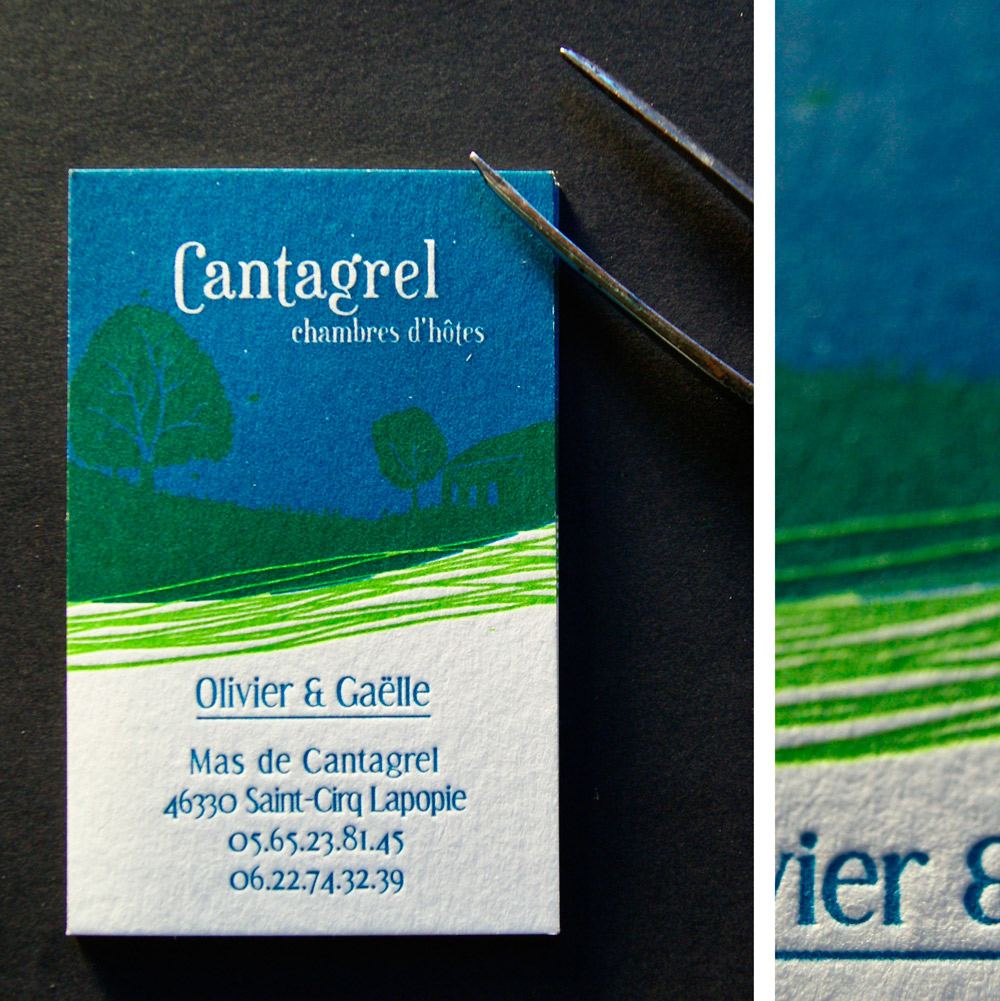 Cantagrel
chambres d'hôtes
Olivier & Gaëlle
Mas de Cantagrel
46330 Saint-Cirq Lapopie
05.65.23.81.45
06.22.74.32.39
vier &